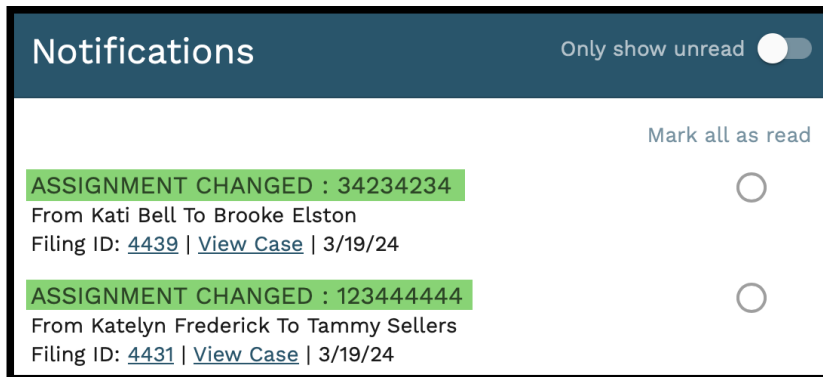 Notifications
Only show unread
Mark all as read
ASSIGNMENT CHANGED : 34234234
From Kati Bell To Brooke Elston
Filing ID: 4439 | View Case | 3/19/24
ASSIGNMENT CHANGED : 123444444
From Katelyn Frederick To Tammy Sellers
Filing ID: 4431 | View Case | 3/19/24